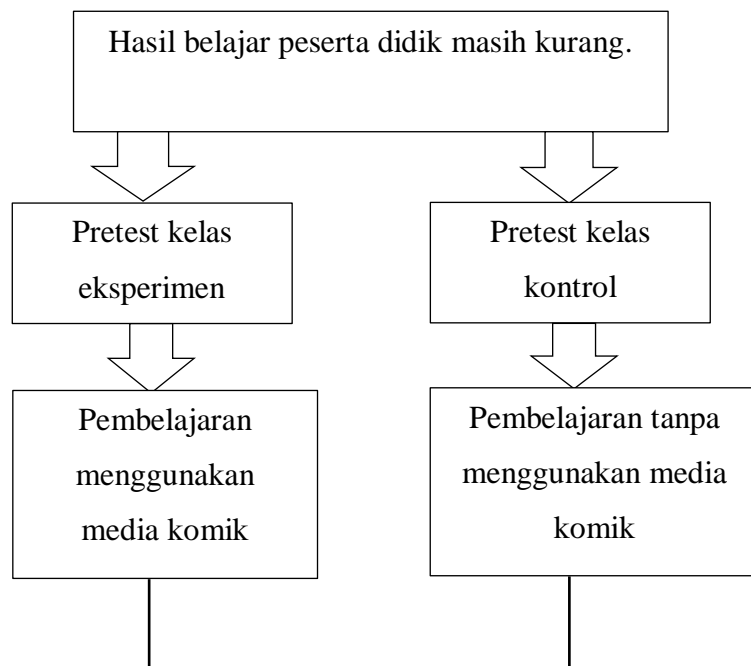 Hasil belajar peserta didik masih kurang.
Pretest kelas
eksperimen
Pretest kelas
kontrol
Pembelajaran
menggunakan
media komik
Pembelajaran tanpa
menggunakan media
komik